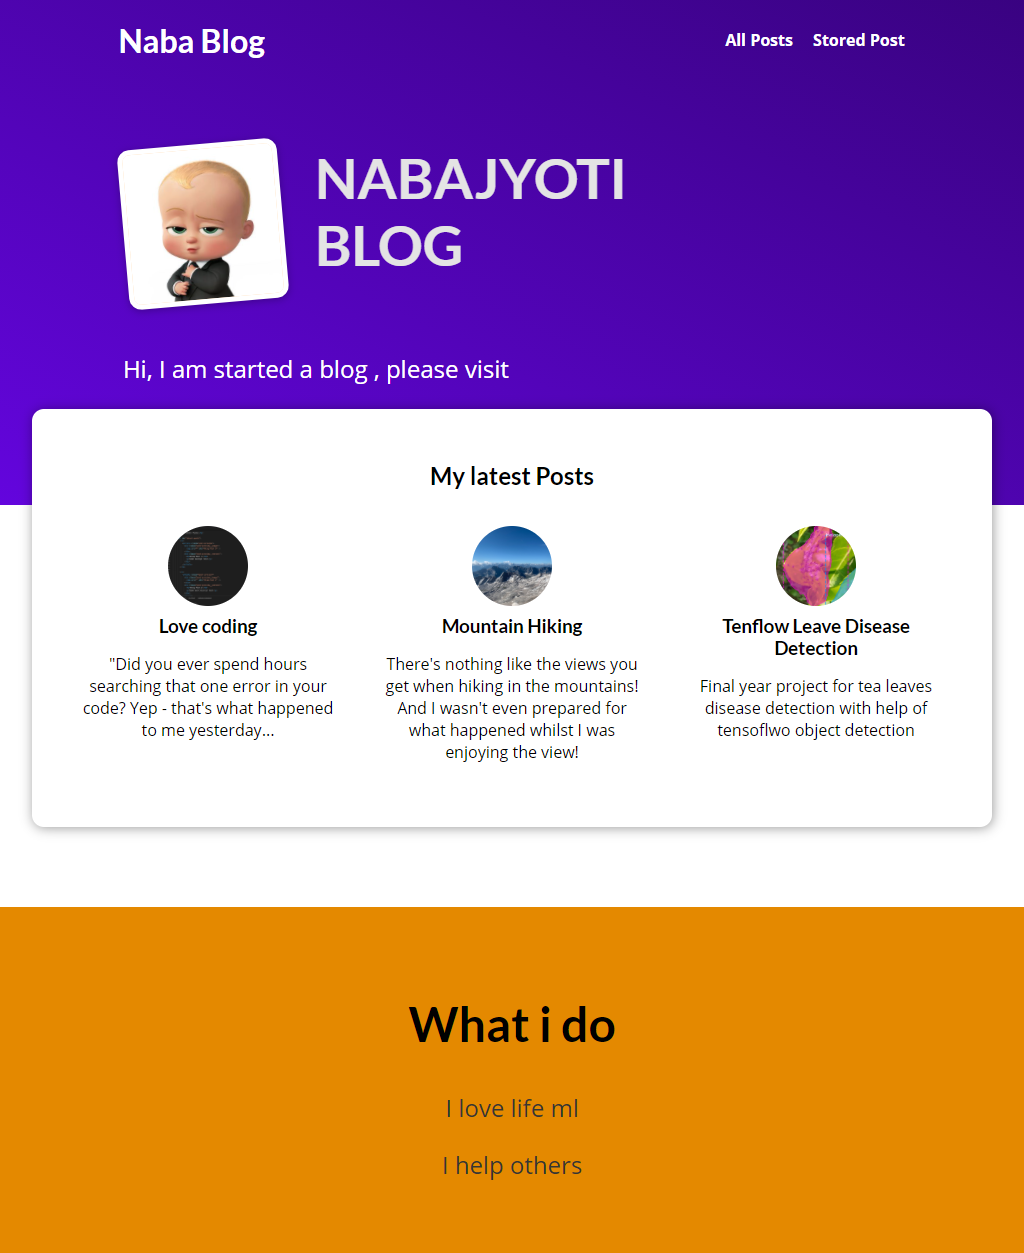 Naba Blog
All Posts Stored Post
NABAJYOTI
BLOG
Hi, I am started a blog , please visit
My latest Posts
Love coding
"Did you ever spend hours
searching that one error in your
code? Yep - that's what happened
to me yesterday...
Mountain Hiking
There's nothing like the views you
get when hiking in the mountains!
And I wasn't even prepared for
what happened whilst I was
enjoying the view!
Tenflow Leave Disease
Detection
Final year project for tea leaves
disease detection with help of
tensoflwo object detection
What i do
I love life ml
I help others